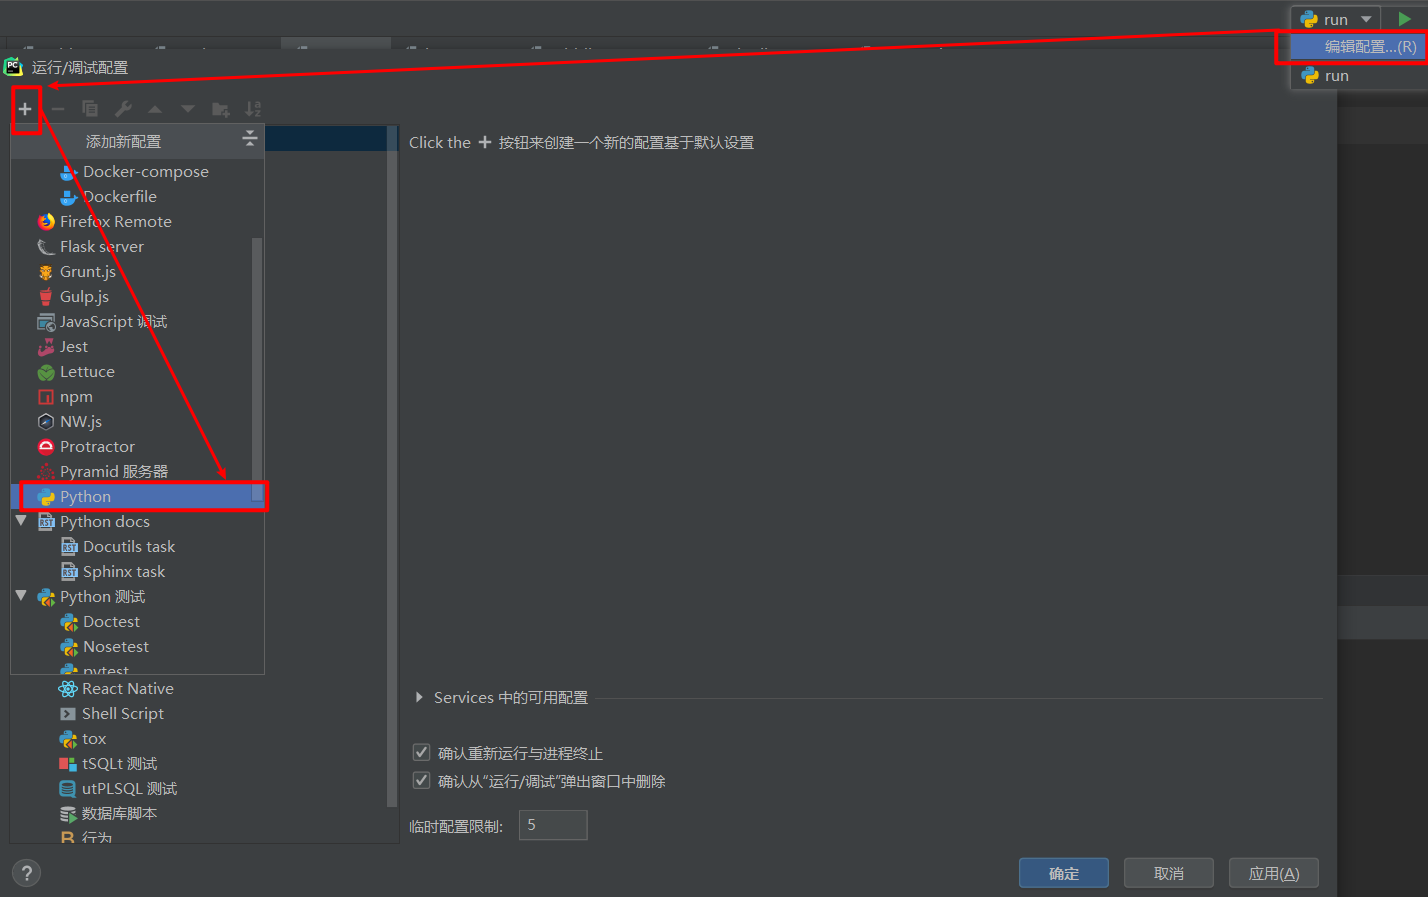 run
编辑配置...(R)
run
PC
运行/调试配置
添加新配置
Click the + 按钮来创建一个新的配置基于默认设置
Docker-compose
Dockerfile
Firefox Remote
Flask server
Grunt.js
Gulp.js
JavaScript 调试
Jest
Lettuce
npm
NW.js
Protractor
Pyramid 服务器
Python
Python docs
Docutils task
Sphinx task
Python 测试
Doctest
Nosetest
pytest
React Native
Shell Script
tox
tSQLt 测试
utPLSQL 测试
数据库脚本
行为
Services 中的可用配置
确认重新运行与进程终止
确认从“运行/调试”弹出窗口中删除
临时配置限制: 5
? 确定 取消 应用(A)